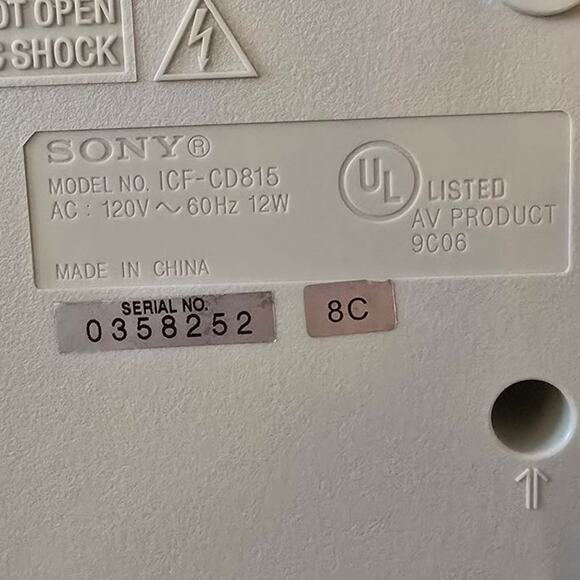 OT OPEN
C SHOCK
SONY®
MODEL NO. ICF-CD815
AC : 120V ~ 60Hz 12W
MADE IN CHINA
UL LISTED
AV PRODUCT
9C06
SERIAL NO.
0358252
8C